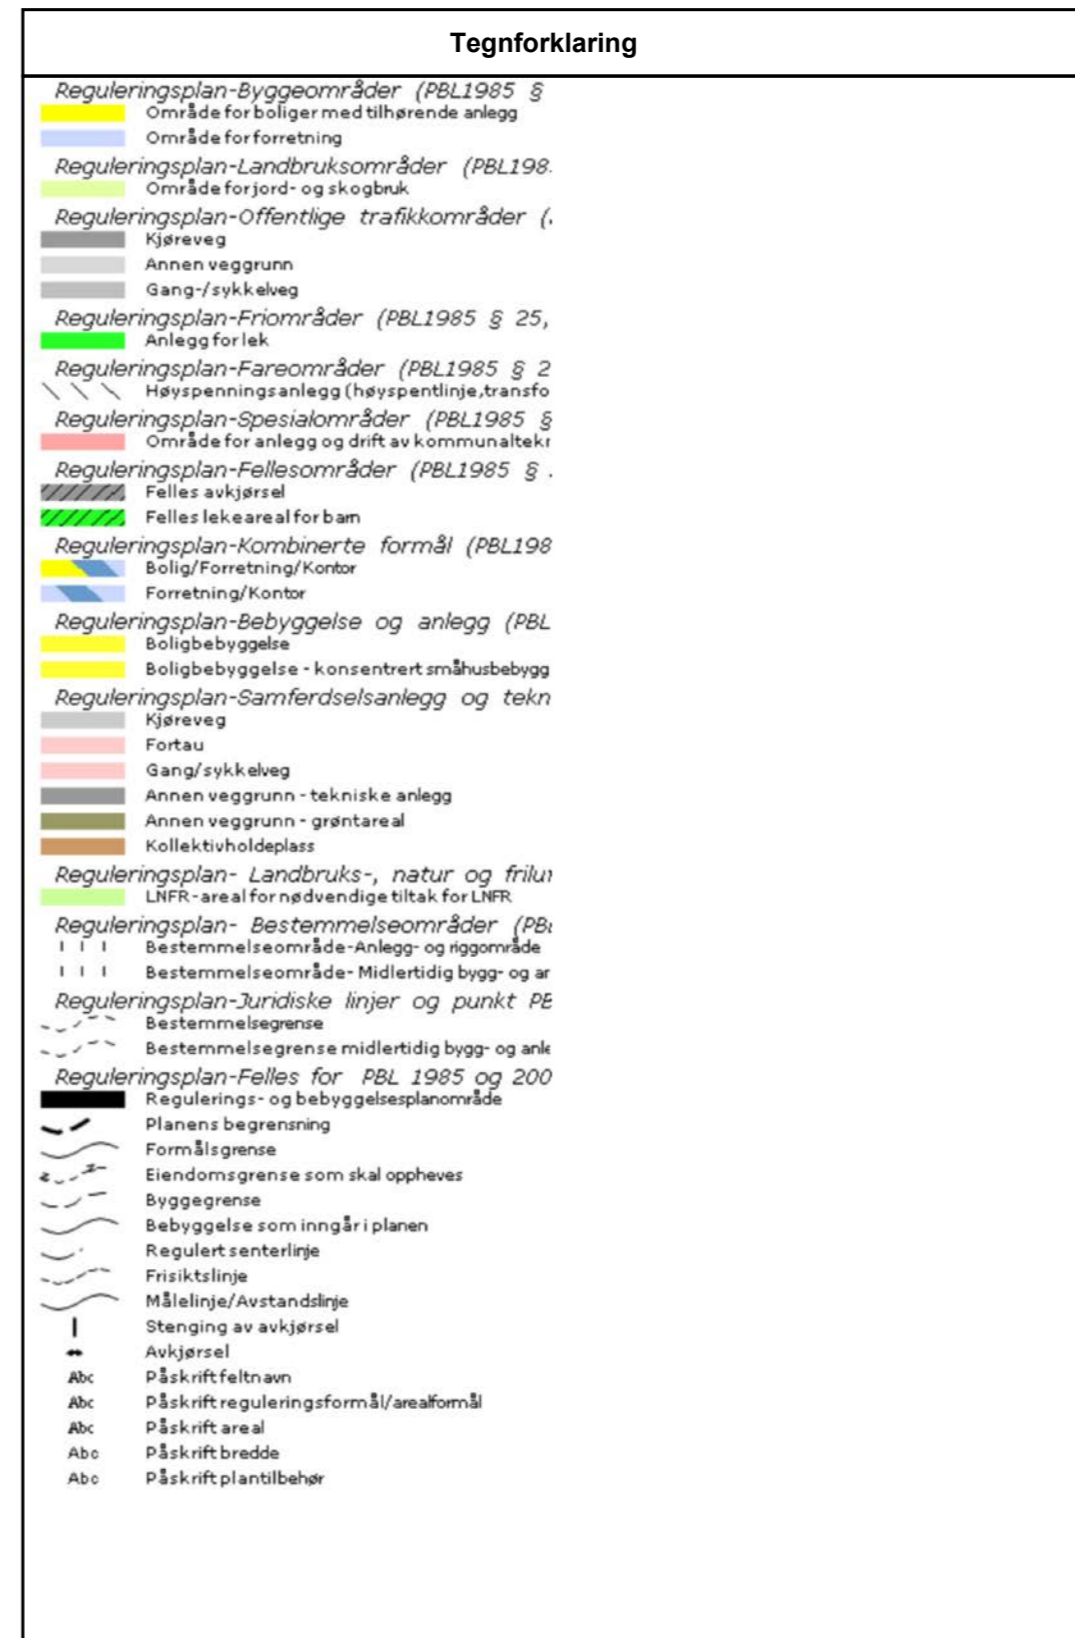 Tegnforklaring
Reguleringsplan-Byggeområder (PBL1985 §
Område for boliger med tilhørende anlegg
Område for forretning
Reguleringsplan-Landbruksområder (PBL198
Område for jord- og skogbruk
Reguleringsplan-Offentlige trafikkområder (
Kjøreveg
Annen veggrunn
Gang-/sykkelveg
Reguleringsplan-Friområder (PBL1985 § 25,
Anlegg for lek
Reguleringsplan-Fareområder (PBL1985 § 2
Høyspenningsanlegg (høyspentlinje, transfo
Reguleringsplan-Spesialområder (PBL1985 §
Område for anlegg og drift av kommunaltekn
Reguleringsplan-Fellesområder (PBL1985 §
Felles avkjørsel
Felles lekeareal for barn
Reguleringsplan-Kombinerte formål (PBL198
Bolig/Forretning/Kontor
Forretning/Kontor
Reguleringsplan-Bebyggelse og anlegg (PBL
Boligbebyggelse
Boligbebyggelse - konsentrert småhusbebygg
Reguleringsplan-Samferdselsanlegg og tekn
Kjøreveg
Fortau
Gang/sykkelveg
Annen veggrunn - tekniske anlegg
Annen veggrunn - grøntareal
Kollektivholdeplass
Reguleringsplan- Landbruks-, natur og frilu
LNFR-areal for nødvendige tiltak for LNFR
Reguleringsplan- Bestemmelseområder (PB
Bestemmelseområde-Anlegg- og riggområde
Bestemmelseområde- Midlertidig bygg- og an
Reguleringsplan-Juridiske linjer og punkt PB
Bestemmelsegrense
Bestemmelsegrense midlertidig bygg- og anle
Reguleringsplan-Felles for PBL 1985 og 200
Regulerings- og bebyggelsesplanområde
Planens begrensning
Formålsgrense
Eiendomsgrense som skal oppheves
Byggegrense
Bebyggelse som inngår i planen
Regulert senterlinje
Frisiktslinje
Målelinje/Avstandslinje
Stenging av avkjørsel
Avkjørsel
Abc Påskrift feltnavn
Abc Påskrift reguleringsformål/arealformål
Abc Påskrift areal
Abc Påskrift bredde
Abc Påskrift plantilbehør